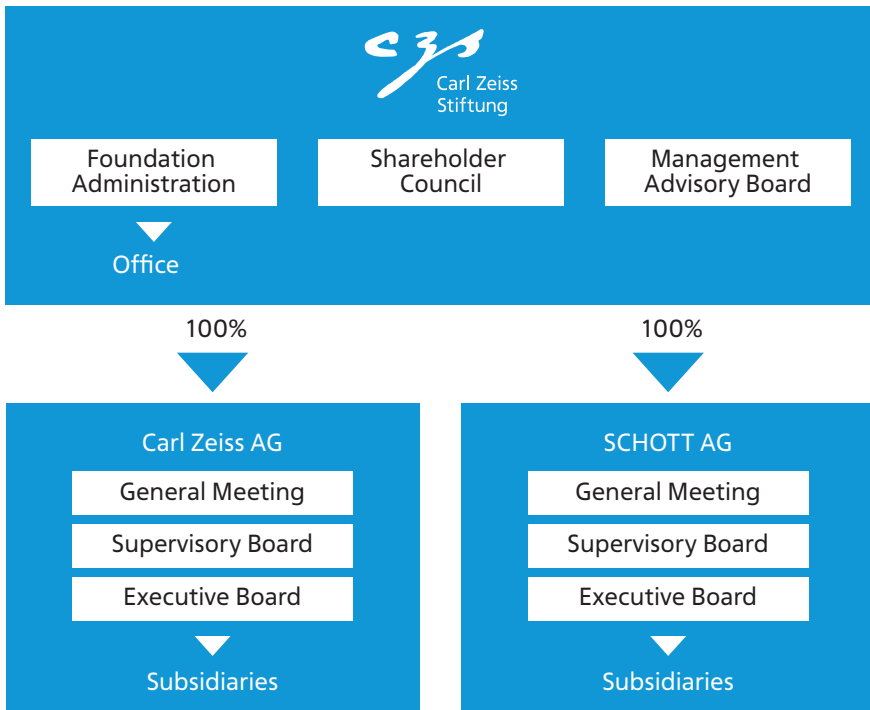 czs
Carl Zeiss
Stiftung
Foundation
Administration
Shareholder
Council
Management
Advisory Board
Office
100%
100%
Carl Zeiss AG
General Meeting
Supervisory Board
Executive Board
Subsidiaries
SCHOTT AG
General Meeting
Supervisory Board
Executive Board
Subsidiaries